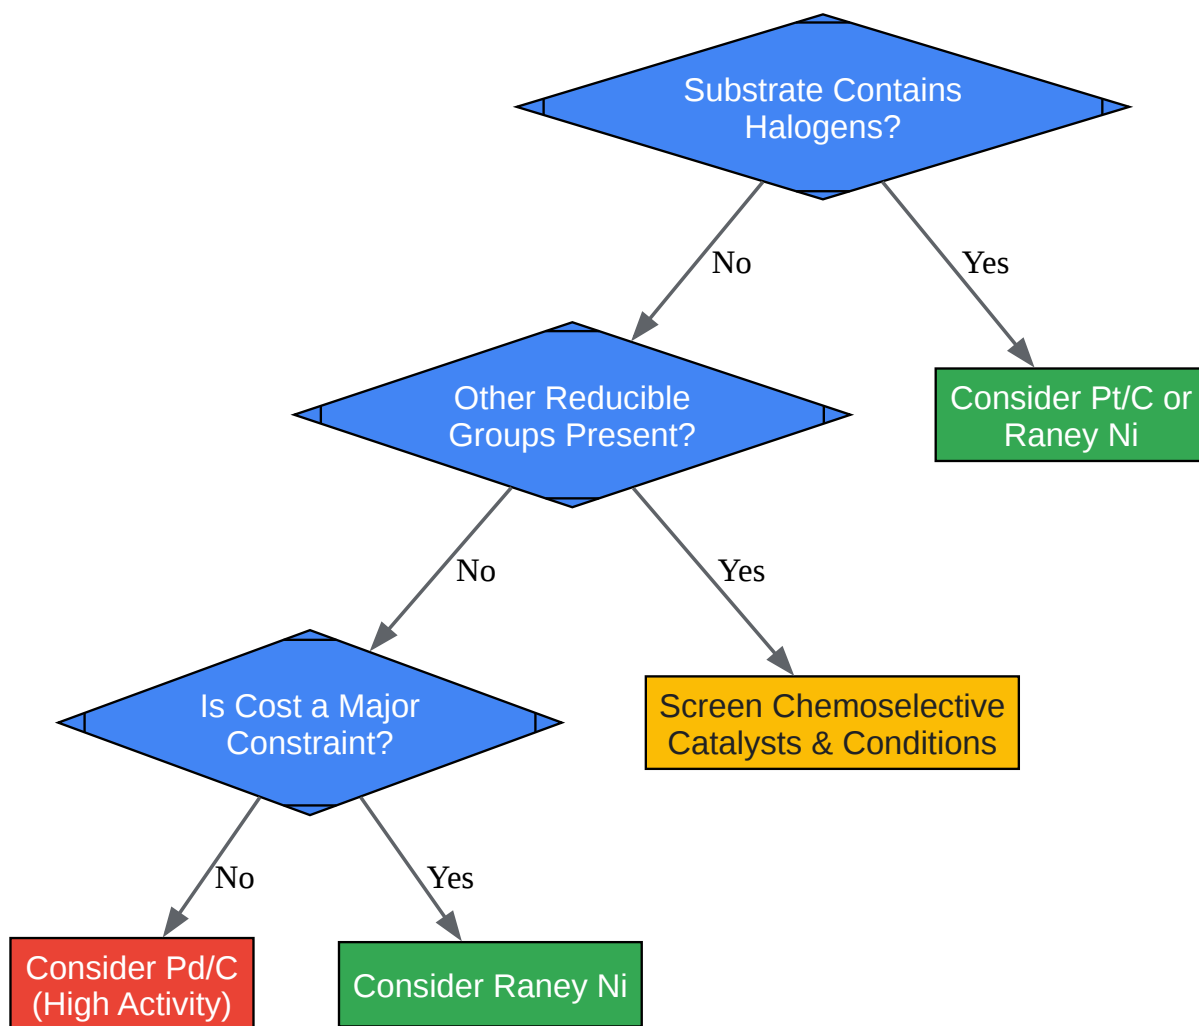 Substrate Contains
Halogens?
No
Yes
Other Reducible
Groups Present?
Consider Pt/C or
Raney Ni
No
Yes
Is Cost a Major
Constraint?
Screen Chemoselective
Catalysts & Conditions
No
Yes
Consider Pd/C
(High Activity)
Consider Raney Ni